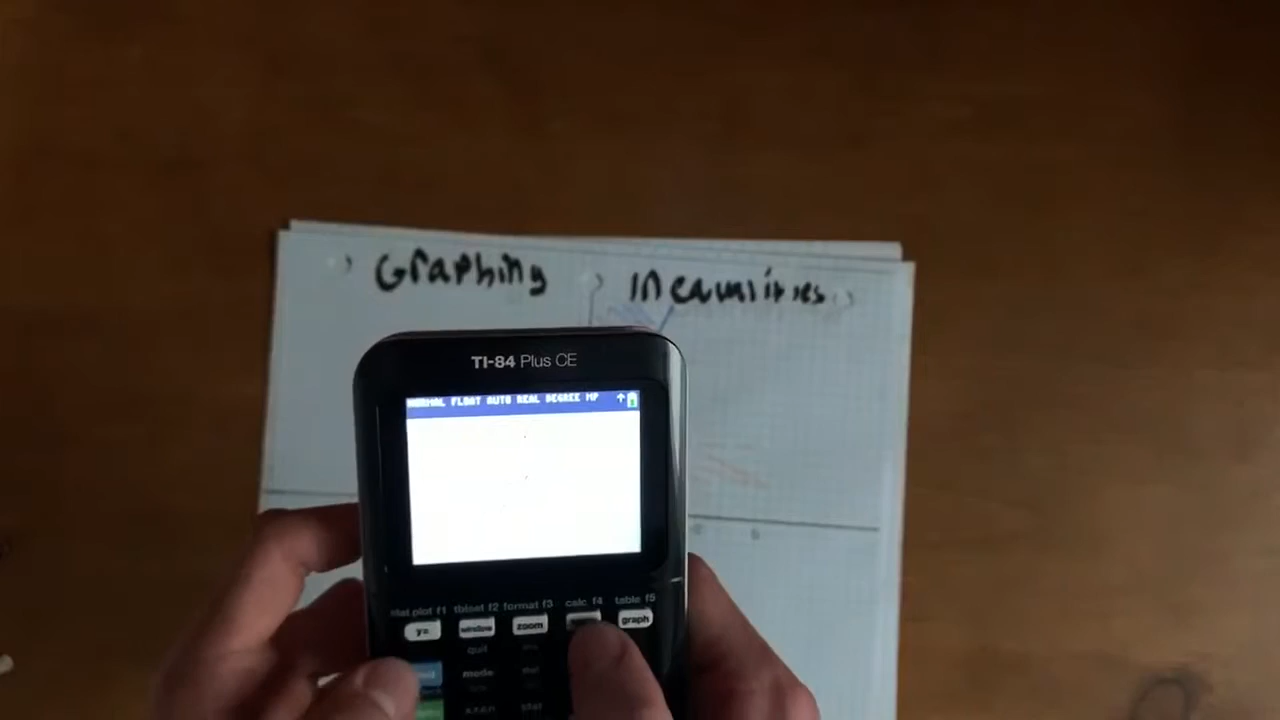 Graphing Inequalities
TI-84 Plus CE
NORMAL FLOAT AUTO REAL DEGREE MP
stat plot f1 tblset f2 format f3 calc f4 table f5
y= window zoom graph
quit
mode